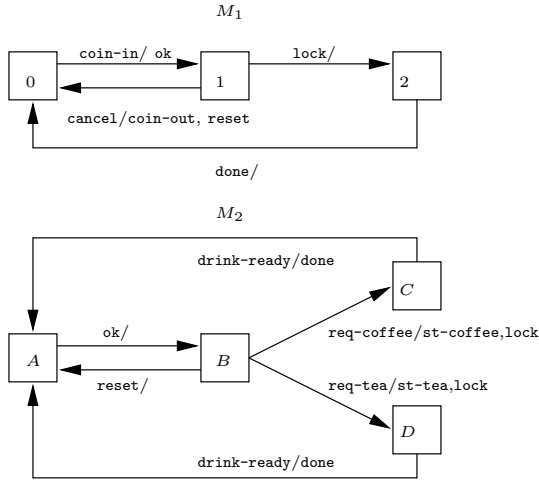 M1
coin-in/ ok
lock/
0
1
2
cancel/coin-out, reset
done/
M2
drink-ready/done
C
ok/
req-coffee/st-coffee,lock
A
B
reset/
req-tea/st-tea,lock
D
drink-ready/done